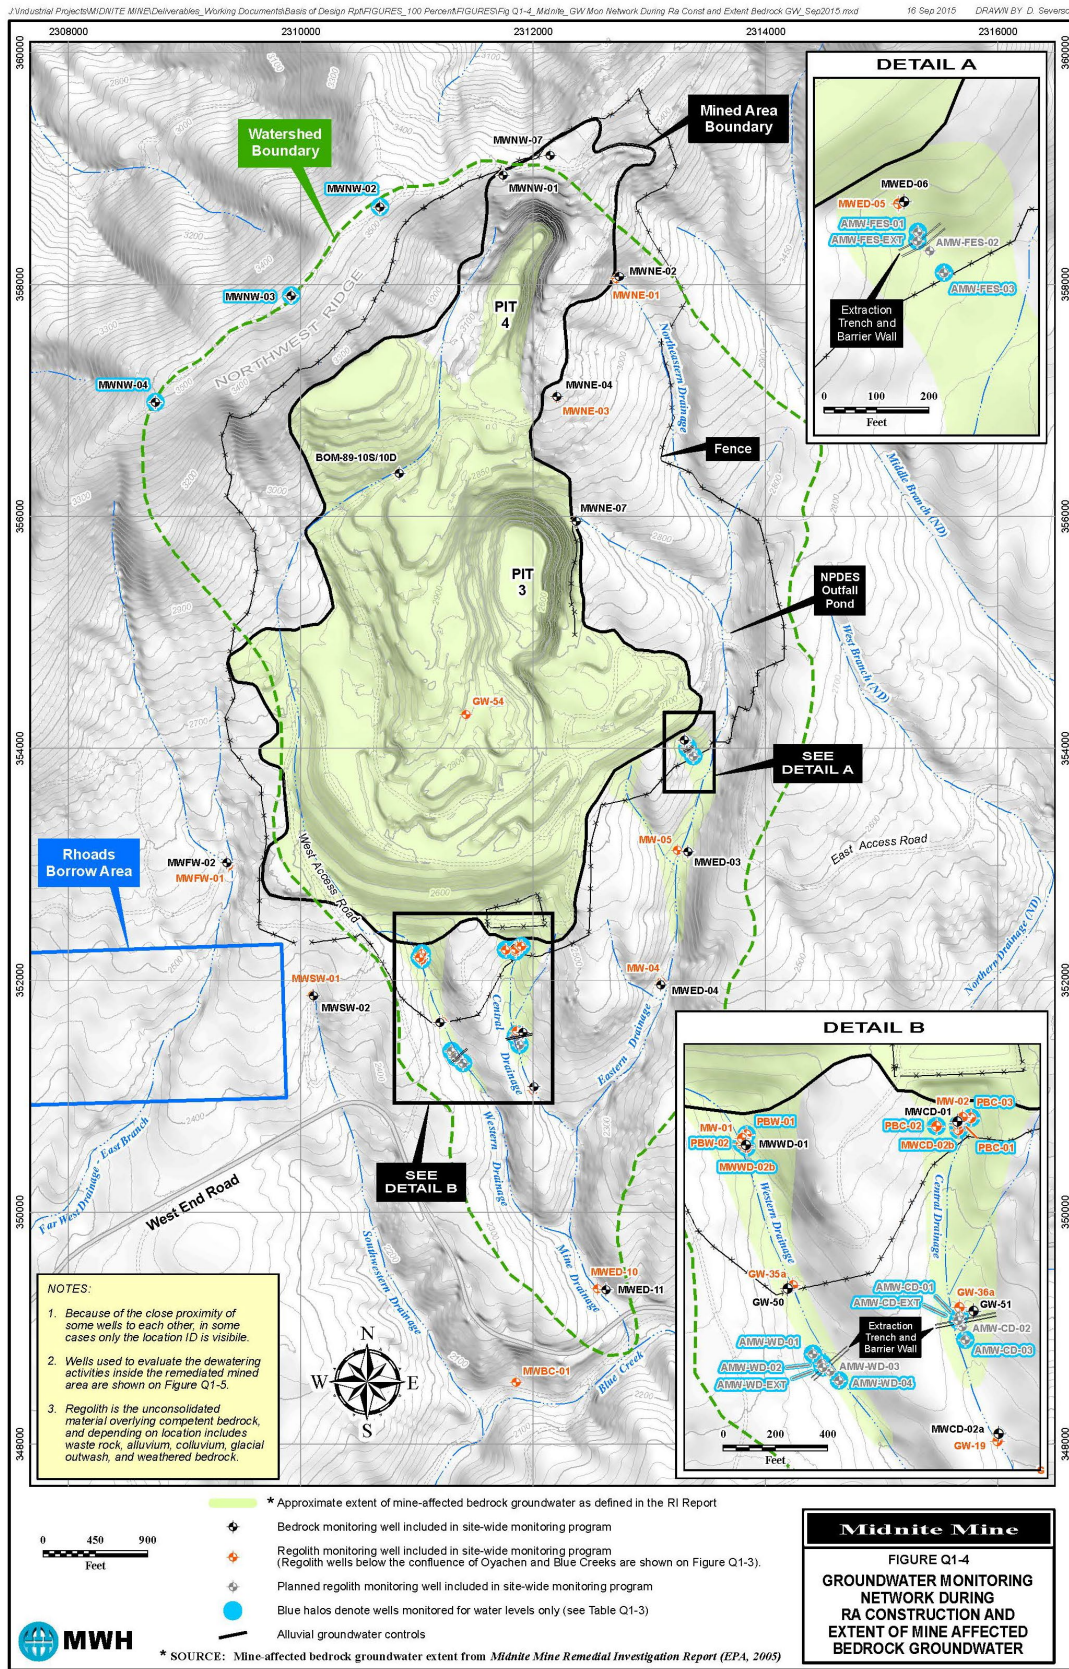 J:\Industrial Projects\MIDNITE MINE\Deliverables_Working Documents\Basis of Design Rpt\FIGURES_100 Percent\FIGURES\Fig Q1-4_Midnite_GW Mon Network During Ra Const and Extent Bedrock GW_Sep2015.mxd
16 Sep 2015
DRAWN BY D. Severson
2308000
2310000
2312000
2314000
2316000
360000
358000
356000
354000
352000
350000
348000
360000
358000
356000
354000
352000
350000
348000
Watershed
Boundary
Mined Area
Boundary
MWNW-07
MWNW-01
MWNW-02
MWNW-03
MWNW-04
NORTHWEST RIDGE
MWNE-02
MWNE-01
PIT
4
Northeastern Drainage
MWNE-04
MWNE-03
Fence
BOM-89-10S/10D
MWNE-07
PIT
3
NPDES
Outfall
Pond
Middle Branch (ND)
West Branch (ND)
GW-54
SEE
DETAIL A
West Access Road
East Access Road
MW-05
MWED-03
Rhoads
Borrow Area
MWFW-02
MWFW-01
MWSW-01
MWSW-02
MW-04
MWED-04
Northern Drainage (ND)
Central
Drainage
Eastern Drainage
Western Drainage
SEE
DETAIL B
Far West Drainage - East Branch
West End Road
Southwestern Drainage
Mine Drainage
MWED-10
MWED-11
MWBC-01
Blue Creek
N
W
E
S
DETAIL A
MWED-06
MWED-05
AMW-FES-01
AMW-FES-EXT
AMW-FES-02
AMW-FES-03
Extraction
Trench and
Barrier Wall
0 100 200
Feet
DETAIL B
MW-02
PBC-03
MWCD-01
PBC-02
MWCD-02b
PBC-01
MW-01
PBW-01
PBW-02
MWWD-01
MWWD-02b
Western Drainage
Central Drainage
GW-35a
GW-50
AMW-CD-01
AMW-CD-EXT
GW-36a
GW-51
AMW-CD-02
AMW-CD-03
Extraction
Trench and
Barrier Wall
AMW-WD-01
AMW-WD-02
AMW-WD-03
AMW-WD-EXT
AMW-WD-04
MWCD-02a
GW-19
0 200 400
Feet
NOTES:
1. Because of the close proximity of
some wells to each other, in some
cases only the location ID is visibile.
2. Wells used to evaluate the dewatering
activities inside the remediated mined
area are shown on Figure Q1-5.
3. Regolith is the unconsolidated
material overlying competent bedrock,
and depending on location includes
waste rock, alluvium, colluvium, glacial
outwash, and weathered bedrock.
0 450 900
Feet
* Approximate extent of mine-affected bedrock groundwater as defined in the RI Report
Bedrock monitoring well included in site-wide monitoring program
Regolith monitoring well included in site-wide monitoring program
(Regolith wells below the confluence of Oyachen and Blue Creeks are shown on Figure Q1-3).
Planned regolith monitoring well included in site-wide monitoring program
Blue halos denote wells monitored for water levels only (see Table Q1-3)
Alluvial groundwater controls
* SOURCE: Mine-affected bedrock groundwater extent from Midnite Mine Remedial Investigation Report (EPA, 2005)
MWH
Midnite Mine
FIGURE Q1-4
GROUNDWATER MONITORING
NETWORK DURING
RA CONSTRUCTION AND
EXTENT OF MINE AFFECTED
BEDROCK GROUNDWATER